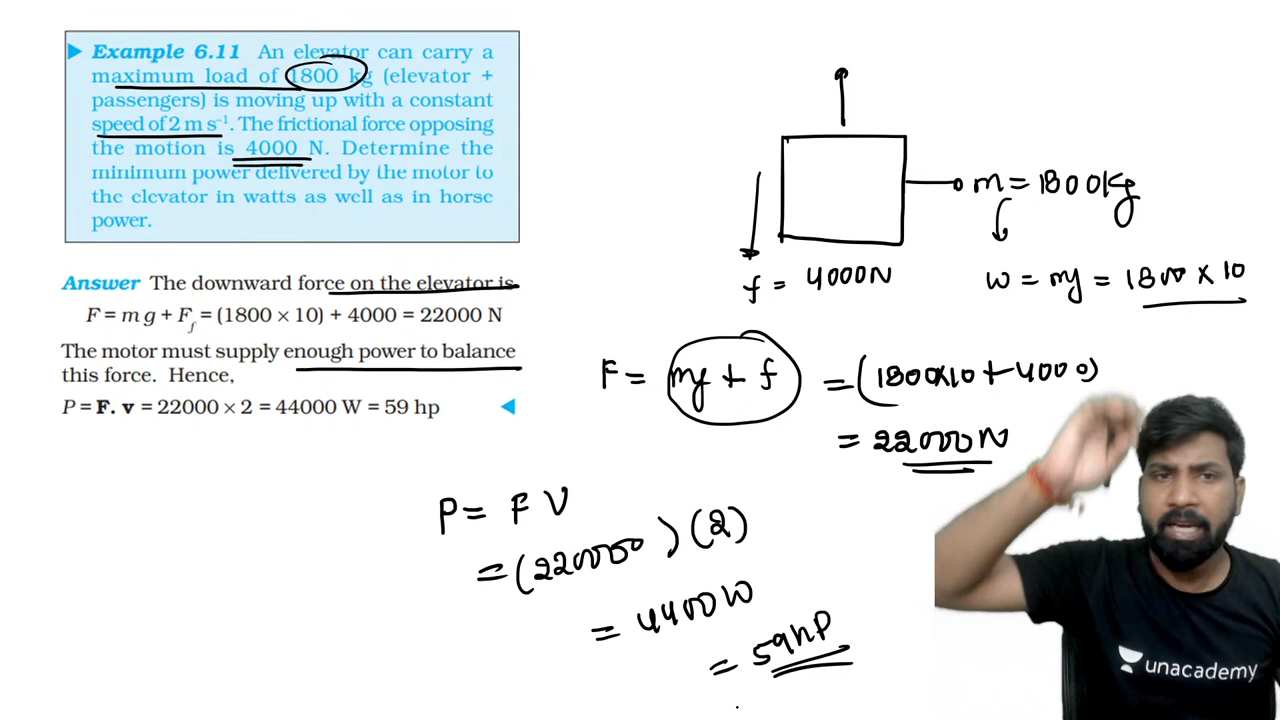 Example 6.11 An elevator can carry a
maximum load of 1800 kg (elevator +
passengers) is moving up with a constant
speed of 2 m s⁻¹. The frictional force opposing
the motion is 4000 N. Determine the
minimum power delivered by the motor to
the elevator in watts as well as in horse
power.
Answer The downward force on the elevator is
F = m g + F_f = (1800 × 10) + 4000 = 22000 N
The motor must supply enough power to balance
this force. Hence,
P = F. v = 22000 × 2 = 44000 W = 59 hp
m = 1800kg
f = 4000N
w = mg = 1800 × 10
F = mg + f = (1800×10+4000)
= 22000N
P = F V
= (22000) (2)
= 4400W
= 59hP
unacademy